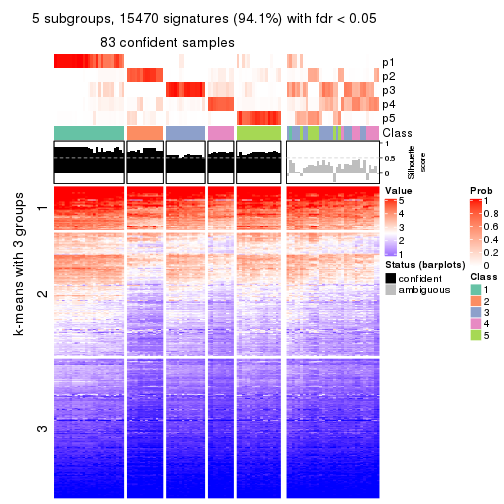 5 subgroups, 15470 signatures (94.1%) with fdr < 0.05
83 confident samples
p1
p2
p3
p4
p5
Class
1
0.5
0
Silhouette
score
k-means with 3 groups
1
2
3
Value
5
4
3
2
1
Status (barplots)
confident
ambiguous
Prob
1
0.8
0.6
0.4
0.2
0
Class
1
2
3
4
5